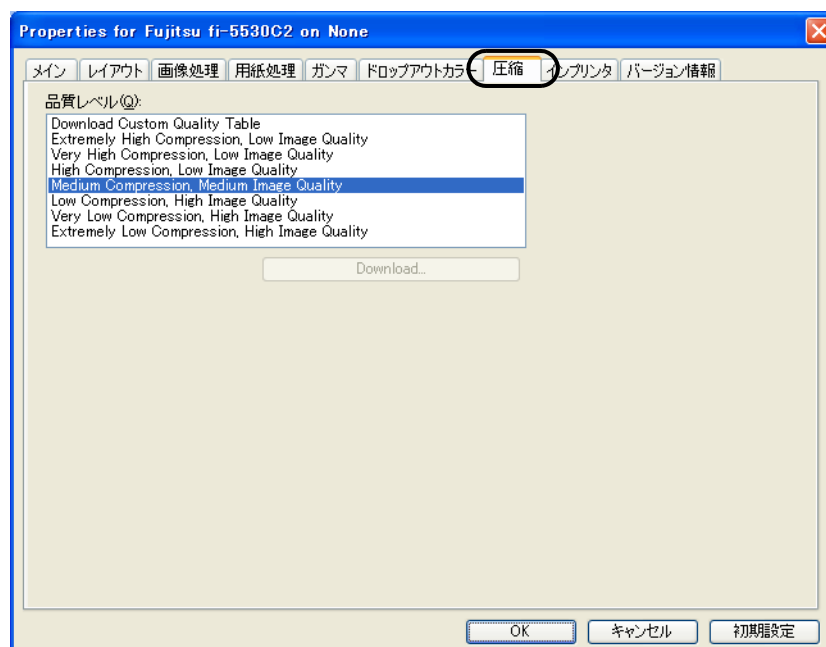 Properties for Fujitsu fi-5530C2 on None
メイン レイアウト 画像処理 用紙処理 ガンマ ドロップアウトカラー 圧縮 インプリンタ バージョン情報
品質レベル(Q):
Download Custom Quality Table
Extremely High Compression, Low Image Quality
Very High Compression, Low Image Quality
High Compression, Low Image Quality
Medium Compression, Medium Image Quality
Low Compression, High Image Quality
Very Low Compression, High Image Quality
Extremely Low Compression, High Image Quality
Download...
OK キャンセル 初期設定